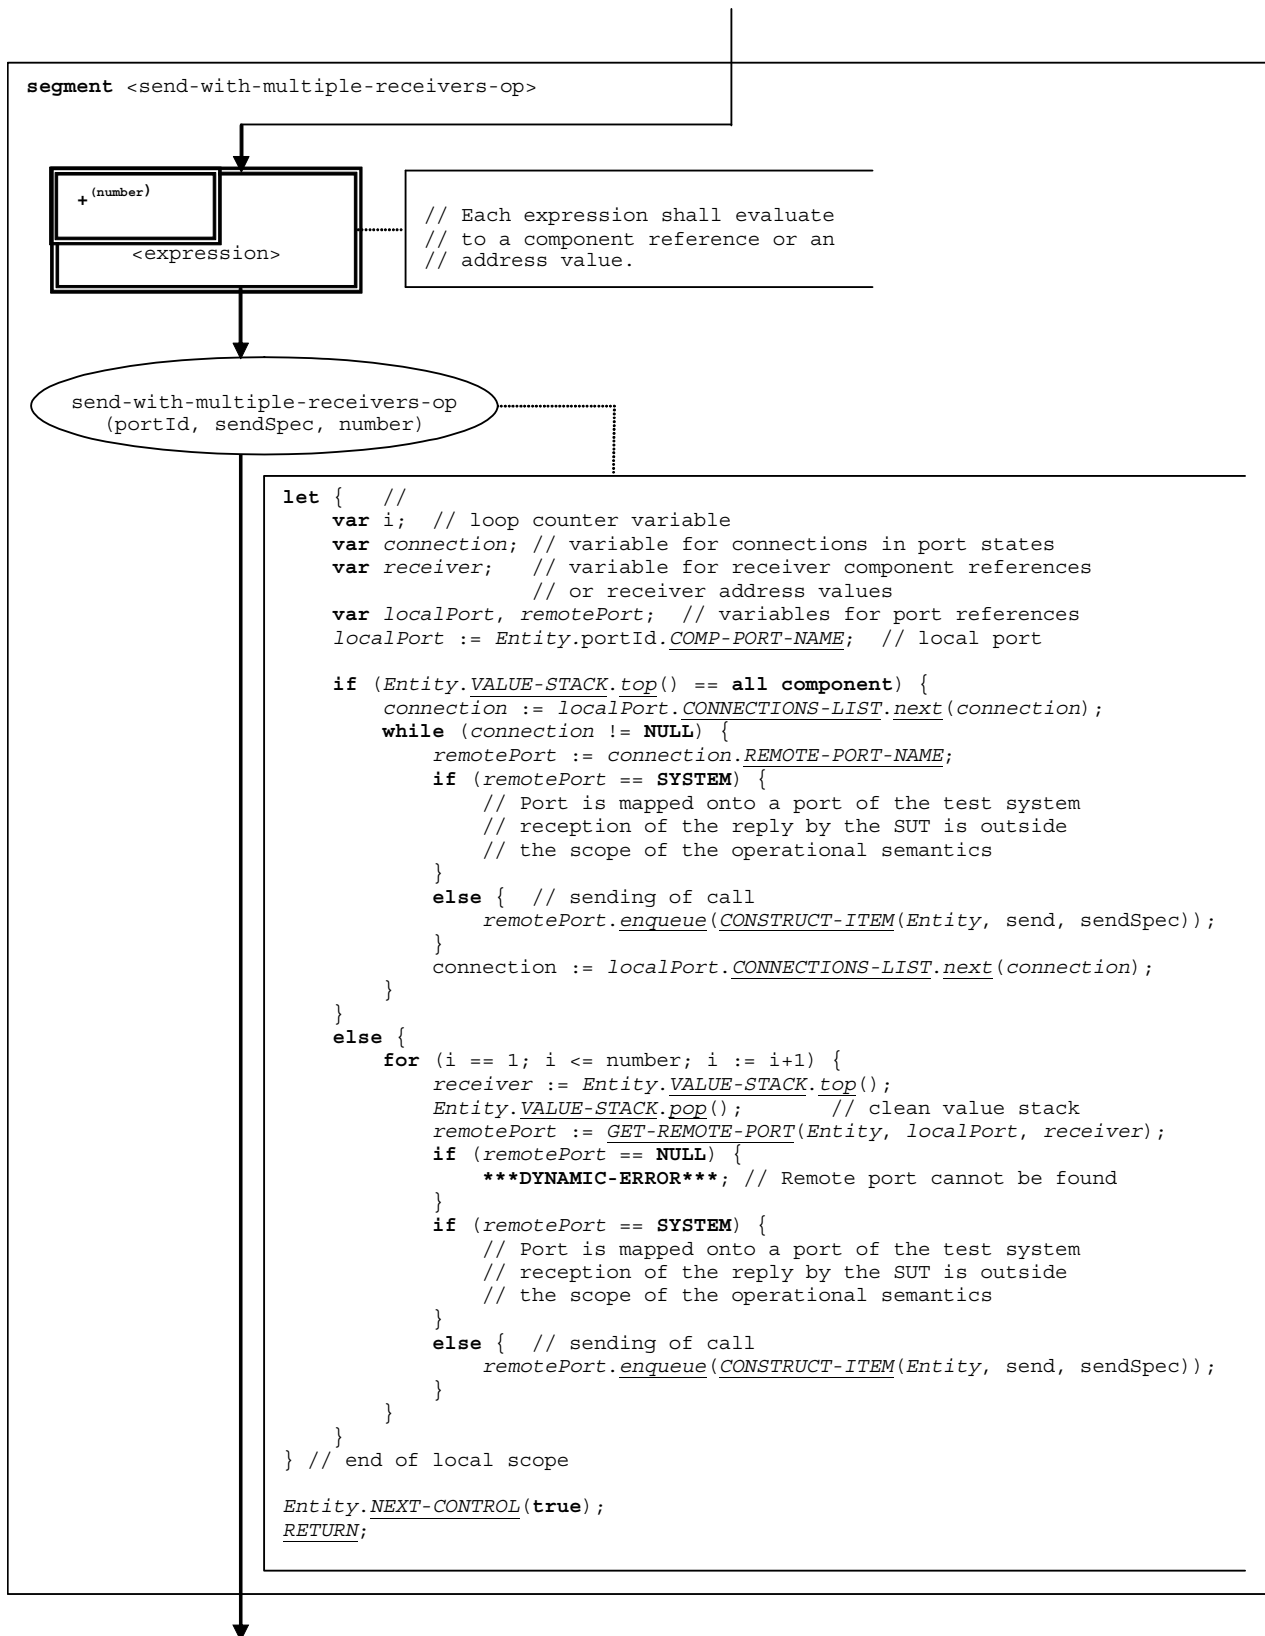 segment <send-with-multiple-receivers-op>
+(number)
<expression>
// Each expression shall evaluate
// to a component reference or an
// address value.
send-with-multiple-receivers-op
(portId, sendSpec, number)
let {   //
    var i;  // loop counter variable
    var connection; // variable for connections in port states
    var receiver;   // variable for receiver component references
                    // or receiver address values
    var localPort, remotePort;  // variables for port references
    localPort := Entity.portId.COMP-PORT-NAME;  // local port
    if (Entity.VALUE-STACK.top() == all component) {
        connection := localPort.CONNECTIONS-LIST.next(connection);
        while (connection != NULL) {
            remotePort := connection.REMOTE-PORT-NAME;
            if (remotePort == SYSTEM) {
                // Port is mapped onto a port of the test system
                // reception of the reply by the SUT is outside
                // the scope of the operational semantics
            }
            else {  // sending of call
                remotePort.enqueue(CONSTRUCT-ITEM(Entity, send, sendSpec));
            }
            connection := localPort.CONNECTIONS-LIST.next(connection);
        }
    }
    else {
        for (i == 1; i <= number; i := i+1) {
            receiver := Entity.VALUE-STACK.top();
            Entity.VALUE-STACK.pop();       // clean value stack
            remotePort := GET-REMOTE-PORT(Entity, localPort, receiver);
            if (remotePort == NULL) {
                ***DYNAMIC-ERROR***; // Remote port cannot be found
            }
            if (remotePort == SYSTEM) {
                // Port is mapped onto a port of the test system
                // reception of the reply by the SUT is outside
                // the scope of the operational semantics
            }
            else {  // sending of call
                remotePort.enqueue(CONSTRUCT-ITEM(Entity, send, sendSpec));
            }
        }
    }
} // end of local scope
Entity.NEXT-CONTROL(true);
RETURN;